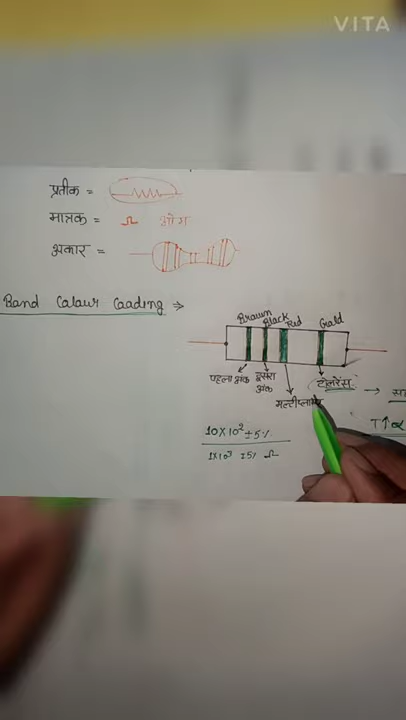 VITA
प्रतीक =
मात्रक = Ω ओम
अकार =
Band Colour Coading ⇒
Brown Black Red Gold
पहला अंक दूसरा अंक टोलरेंस →
मल्टीप्लायर
T↑ α
10×10² ±5%
1×10³ ±5% Ω